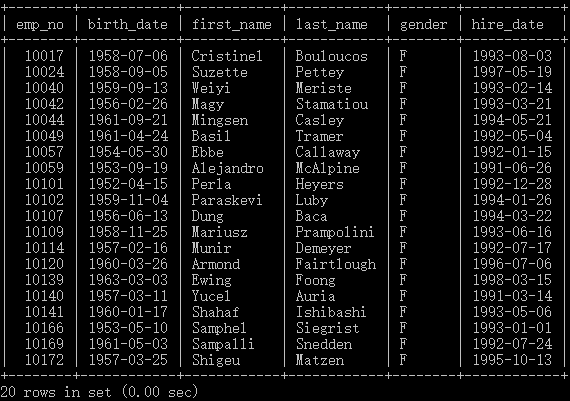 emp_no | birth_date | first_name | last_name | gender | hire_date
10017 | 1958-07-06 | Cristinel | Bouloucos | F | 1993-08-03
10024 | 1958-09-05 | Suzette | Pettey | F | 1997-05-19
10040 | 1959-09-13 | Weiyi | Meriste | F | 1993-02-14
10042 | 1956-02-26 | Magy | Stamatiou | F | 1993-03-21
10044 | 1961-09-21 | Mingsen | Casley | F | 1994-05-21
10049 | 1961-04-24 | Basil | Tramer | F | 1992-05-04
10057 | 1954-05-30 | Ebbe | Callaway | F | 1992-01-15
10059 | 1953-09-19 | Alejandro | McAlpine | F | 1991-06-26
10101 | 1952-04-15 | Perla | Heyers | F | 1992-12-28
10102 | 1959-11-04 | Paraskevi | Luby | F | 1994-01-26
10107 | 1956-06-13 | Dung | Baca | F | 1994-03-22
10109 | 1958-11-25 | Mariusz | Prampolini | F | 1993-06-16
10114 | 1957-02-16 | Munir | Demeyer | F | 1992-07-17
10120 | 1960-03-26 | Armond | Fairtlough | F | 1996-07-06
10139 | 1963-03-03 | Ewing | Foong | F | 1998-03-15
10140 | 1957-03-11 | Yucel | Auria | F | 1991-03-14
10141 | 1960-01-17 | Shahaf | Ishibashi | F | 1993-05-06
10166 | 1953-05-10 | Samphel | Siegrist | F | 1993-01-01
10169 | 1961-05-03 | Sampalli | Snedden | F | 1992-07-24
10172 | 1957-03-25 | Shigeu | Matzen | F | 1995-10-13
20 rows in set (0.00 sec)